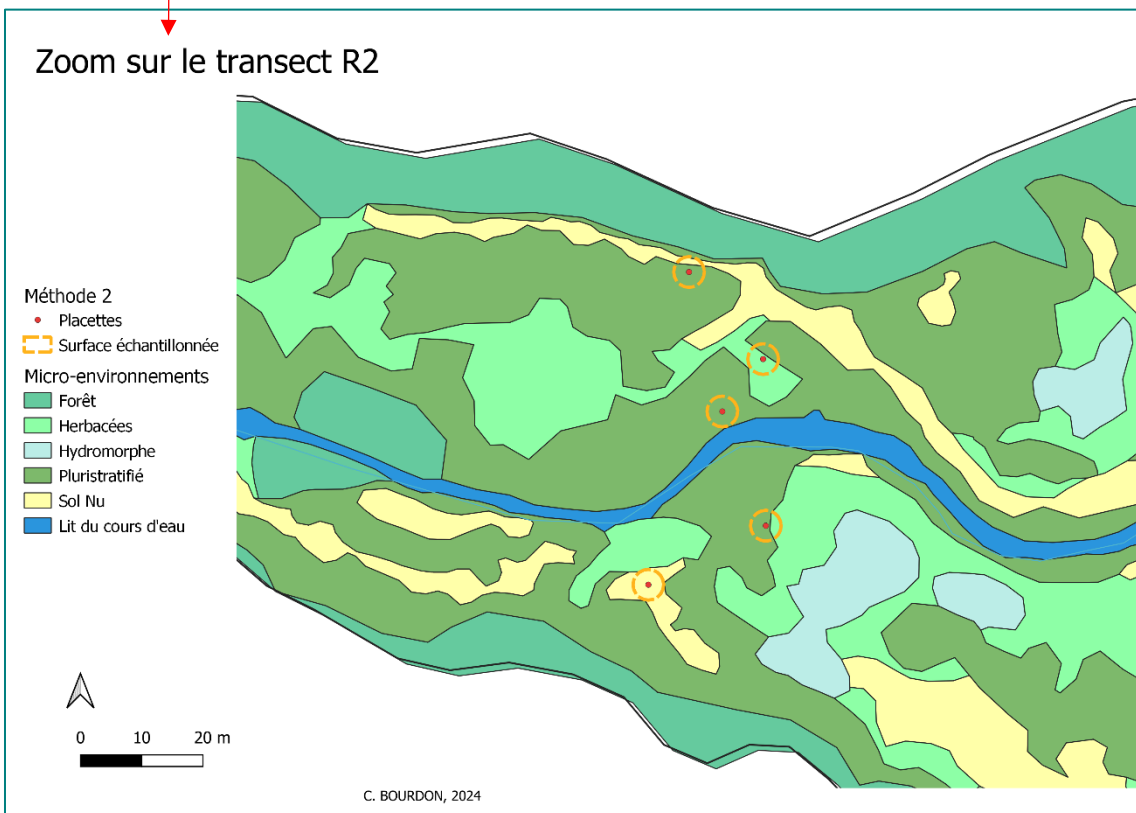 Zoom sur le transect R2
Méthode 2
Placettes
Surface échantillonnée
Micro-environnements
Forêt
Herbacées
Hydromorphe
Pluristratifié
Sol Nu
Lit du cours d'eau
0 10 20 m
C. BOURDON, 2024